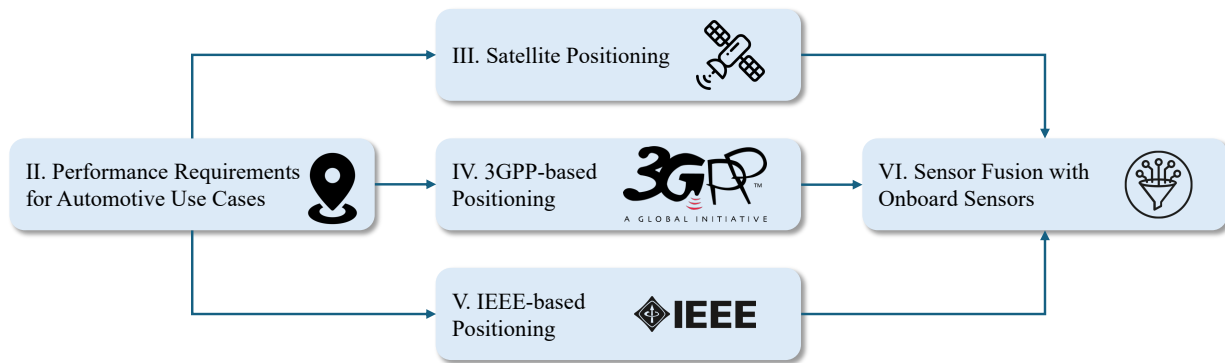 III. Satellite Positioning
II. Performance Requirements
for Automotive Use Cases
IV. 3GPP-based
Positioning
3GPP™
A GLOBAL INITIATIVE
VI. Sensor Fusion with
Onboard Sensors
V. IEEE-based
Positioning
IEEE